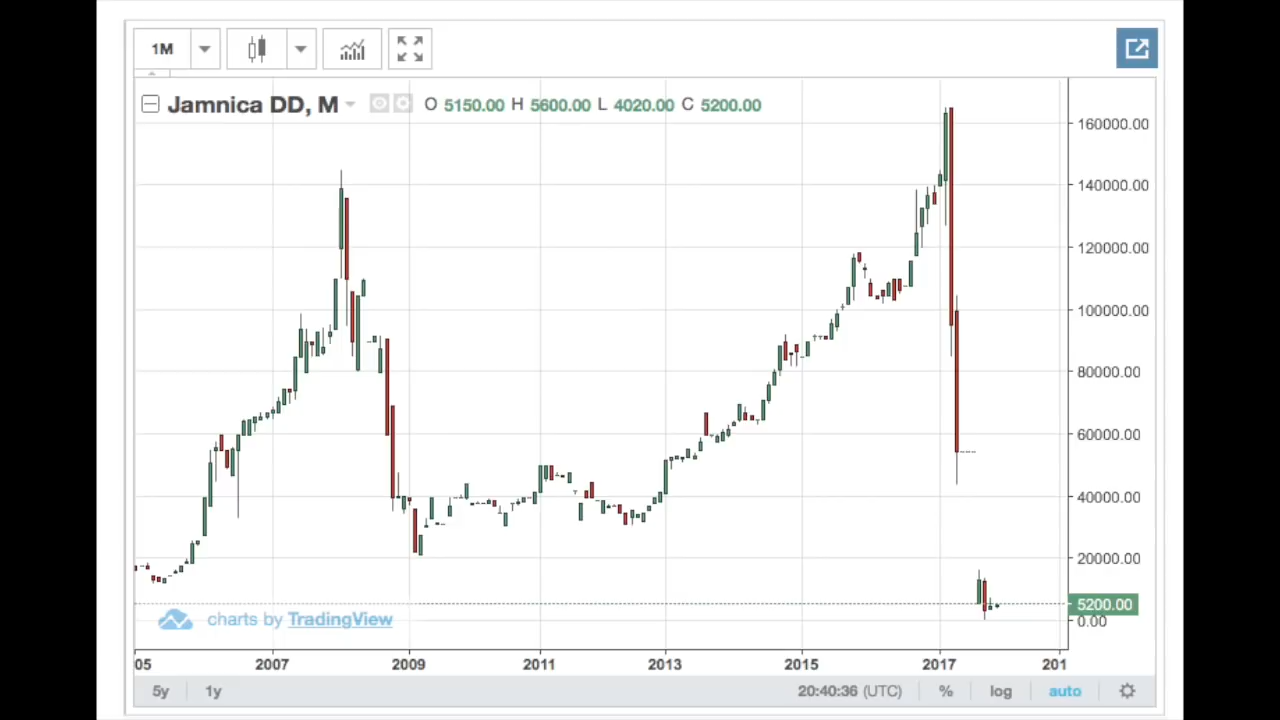 1M
Jamnica DD, M O 5150.00 H 5600.00 L 4020.00 C 5200.00
160000.00
140000.00
120000.00
100000.00
80000.00
60000.00
40000.00
20000.00
5200.00
0.00
charts by TradingView
05 2007 2009 2011 2013 2015 2017 201
5y 1y 20:40:36 (UTC) % log auto